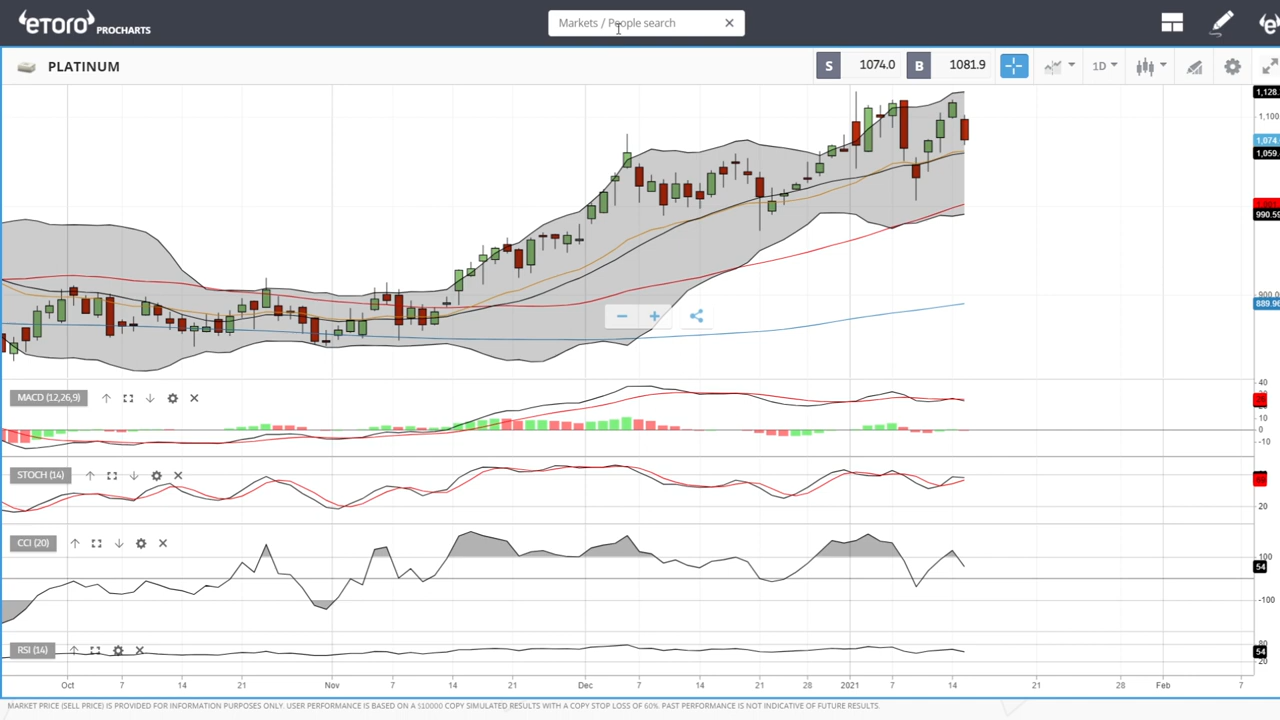 eToro PROCHARTS
Markets / People search
PLATINUM
S 1074.0 B 1081.9
1D
1,128.
1,100
1,074
1,059.
990.59
900.0
889.96
MACD (12,26,9)
40
10
0
-10
STOCH (14)
20
CCI (20)
100
54
-100
RSI (14)
80
54
20
Oct 7 14 21 Nov 7 14 21 Dec 7 14 21 28 2021 7 14 21 28 Feb 7
MARKET PRICE (SELL PRICE) IS PROVIDED FOR INFORMATION PURPOSES ONLY. USER PERFORMANCE IS BASED ON A $10000 COPY SIMULATED RESULTS WITH A COPY STOP LOSS OF 60%. PAST PERFORMANCE IS NOT INDICATIVE OF FUTURE RESULTS.